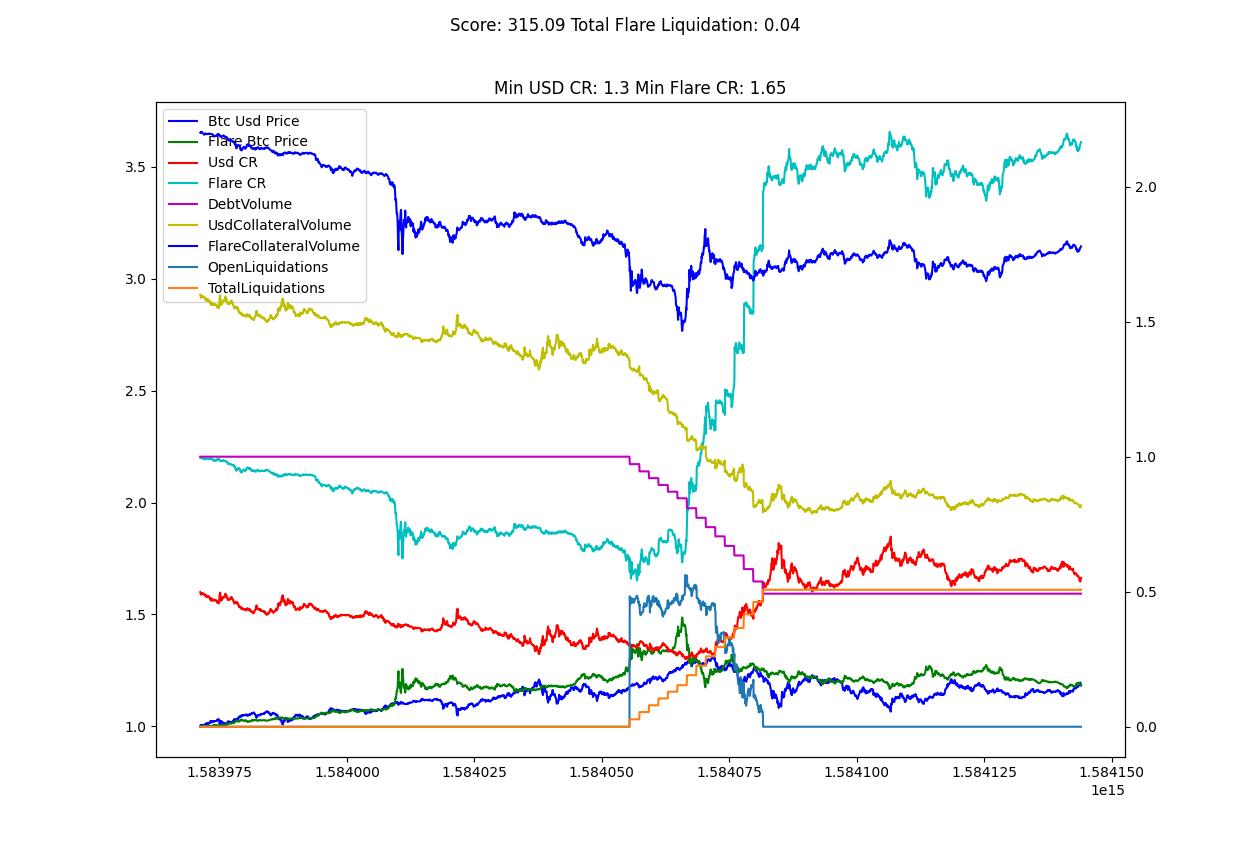 Score: 315.09 Total Flare Liquidation: 0.04
Min USD CR: 1.3 Min Flare CR: 1.65
Btc Usd Price
Flare Btc Price
Usd CR
Flare CR
DebtVolume
UsdCollateralVolume
FlareCollateralVolume
OpenLiquidations
TotalLiquidations
3.5
3.0
2.5
2.0
1.5
1.0
2.0
1.5
1.0
0.5
0.0
1.583975
1.584000
1.584025
1.584050
1.584075
1.584100
1.584125
1.584150
1e15